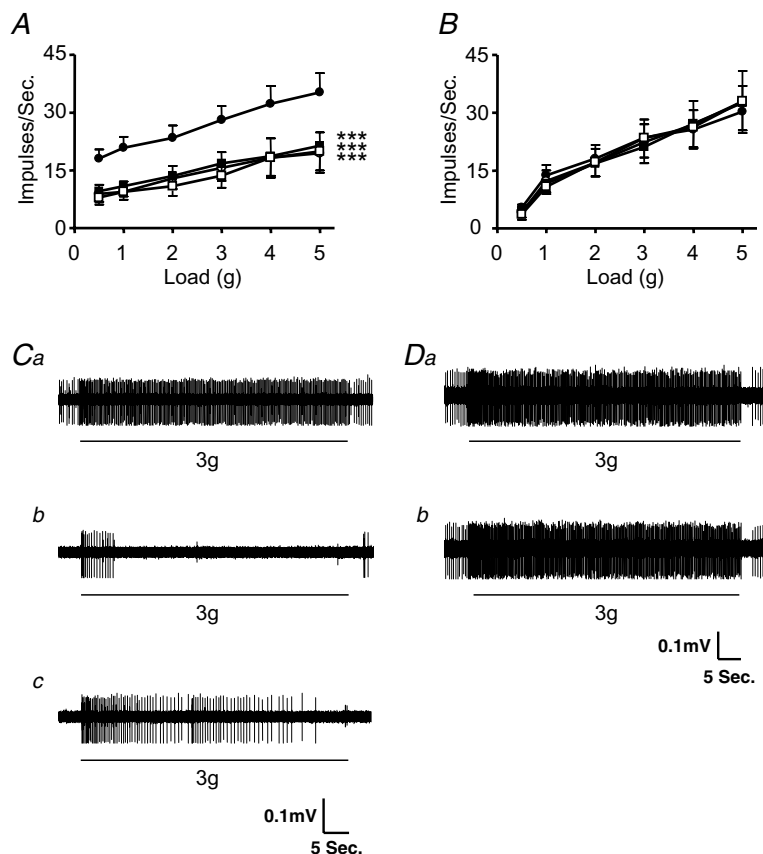 A
B
45
30
15
0
Impulses/Sec.
***
***
***
0 1 2 3 4 5
Load (g)
45
30
15
0
Impulses/Sec.
0 1 2 3 4 5
Load (g)
Ca
3g
b
3g
c
3g
0.1mV
5 Sec.
Da
3g
b
3g
0.1mV
5 Sec.